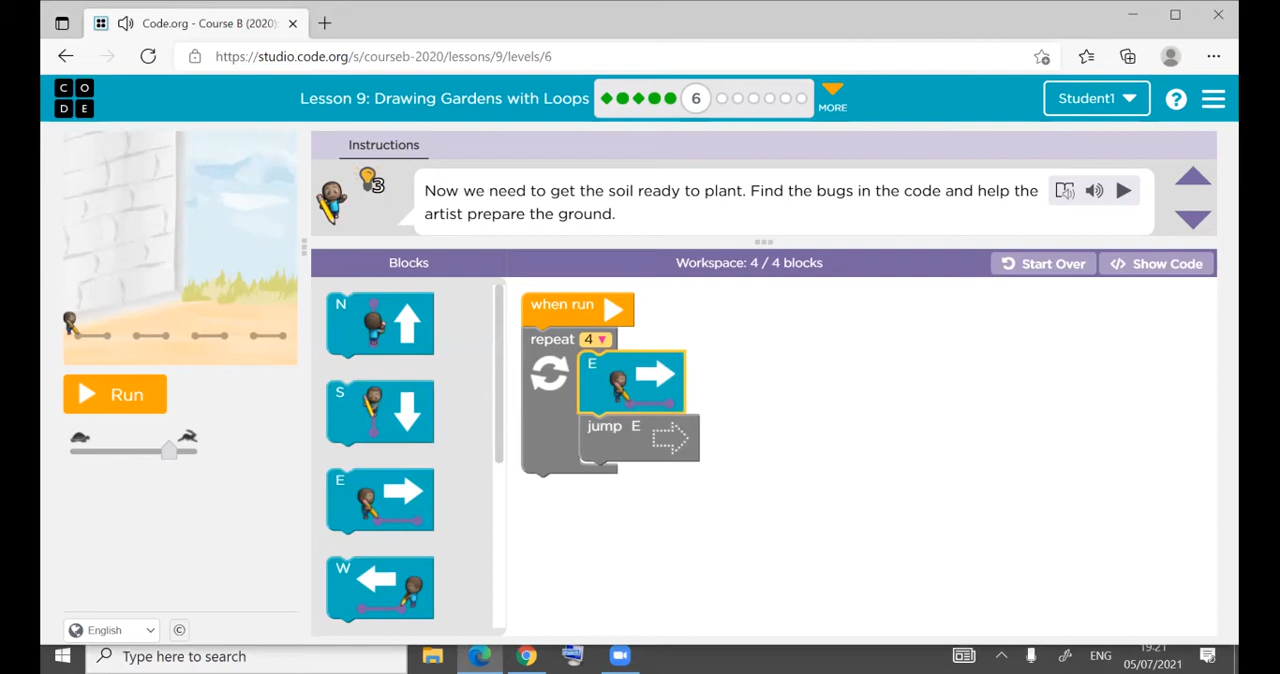 Code.org - Course B (2020):
https://studio.code.org/s/courseb-2020/lessons/9/levels/6
C O
D E
Lesson 9: Drawing Gardens with Loops
6
MORE
Student1
?
Instructions
3
Now we need to get the soil ready to plant. Find the bugs in the code and help the
artist prepare the ground.
Blocks
Workspace: 4 / 4 blocks
Start Over
Show Code
N
S
E
W
when run
repeat 4
E
jump E
Run
English
©
Type here to search
ENG
19:21
05/07/2021